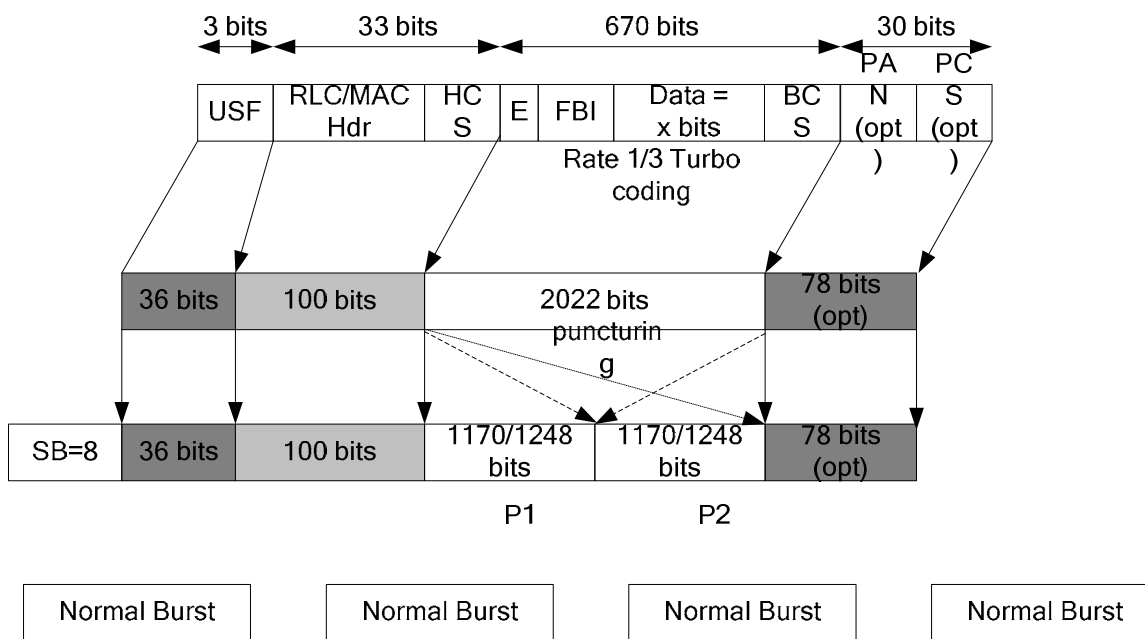 3 bits 33 bits 670 bits 30 bits
USF
RLC/MAC
Hdr
HC
S
E
FBI
Data =
x bits
BC
S
PA
N
(opt
)
PC
S
(opt
)
Rate 1/3 Turbo
coding
36 bits
100 bits
2022 bits
78 bits
(opt)
puncturin
g
SB=8
36 bits
100 bits
1170/1248
bits
1170/1248
bits
78 bits
(opt)
P1 P2
Normal Burst Normal Burst Normal Burst Normal Burst